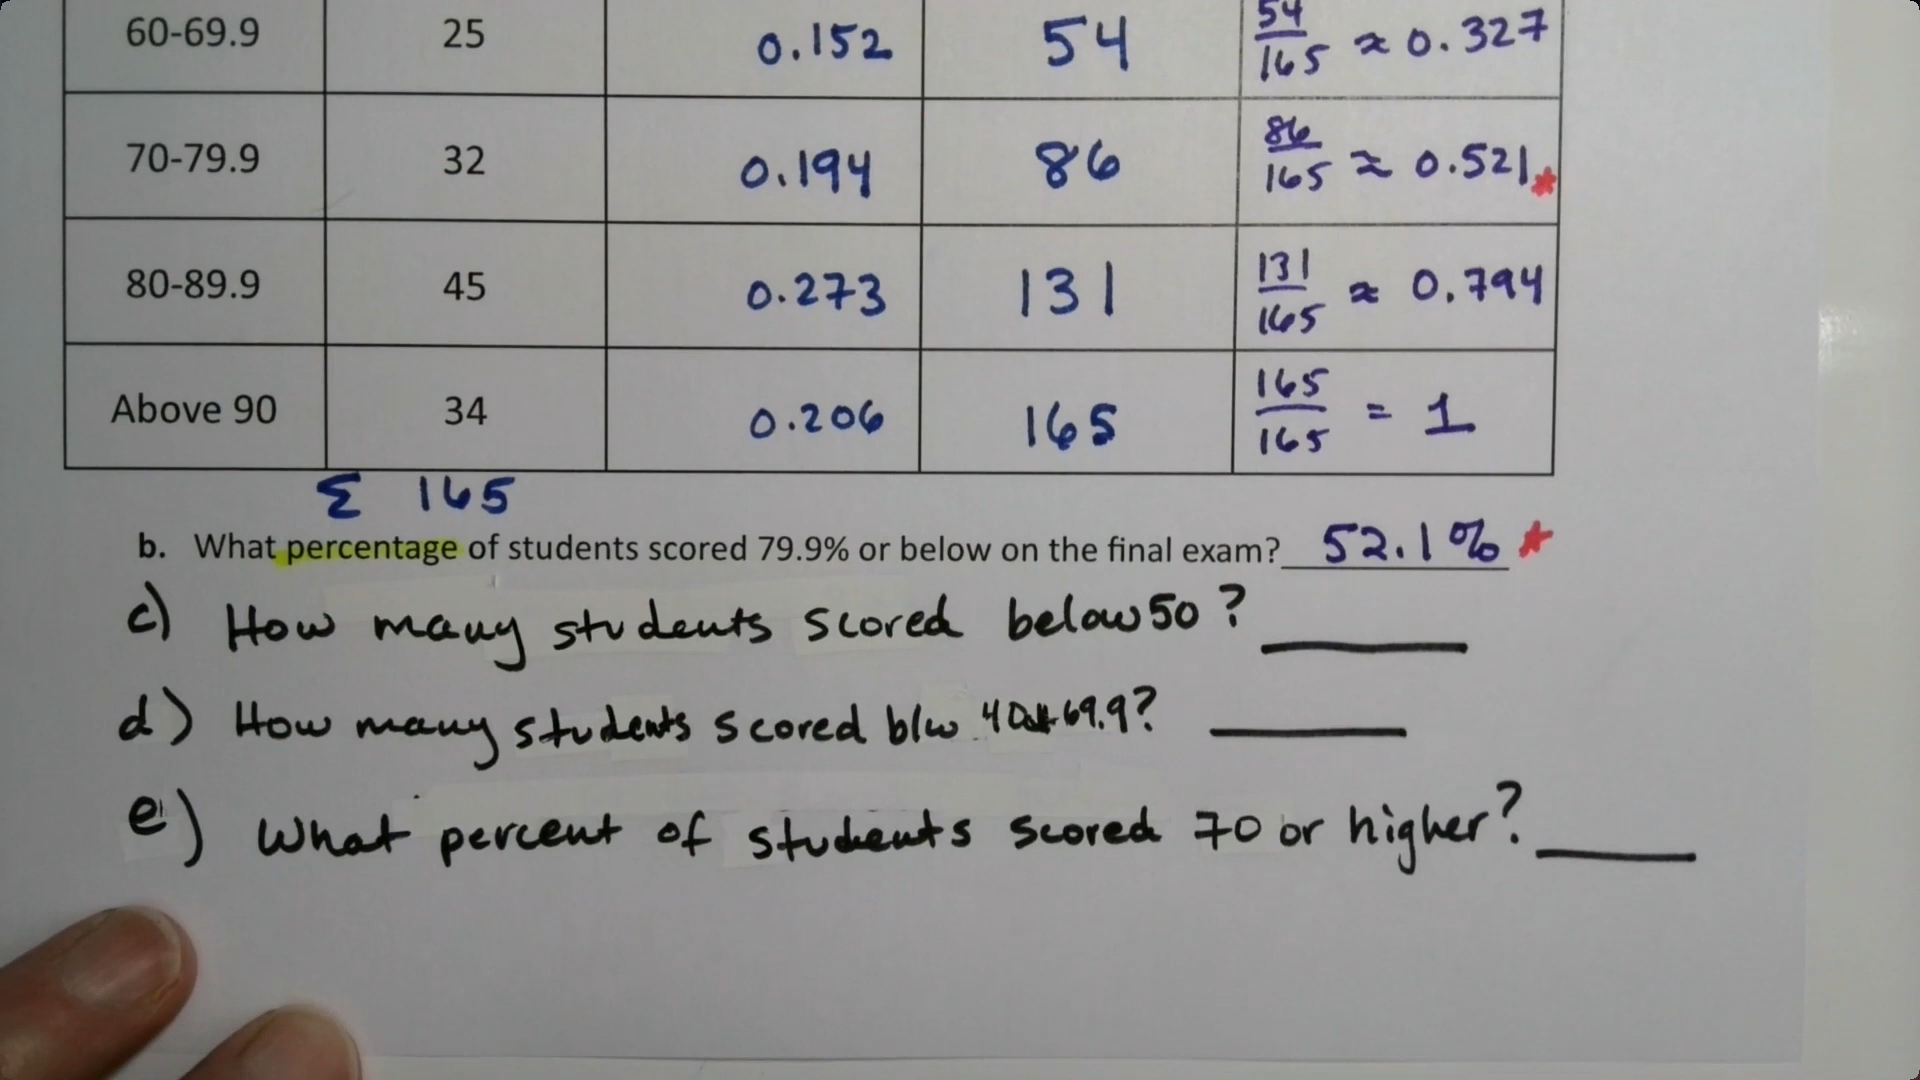 60-69.9 25 0.152 54 54/165 ≈ 0.327
70-79.9 32 0.194 86 86/165 ≈ 0.521*
80-89.9 45 0.273 131 131/165 ≈ 0.794
Above 90 34 0.206 165 165/165 = 1
Σ 165
b. What percentage of students scored 79.9% or below on the final exam? 52.1% *
c) How many students scored below 50?
d) How many students scored b/w 40 69.9?
e) What percent of students scored 70 or higher?